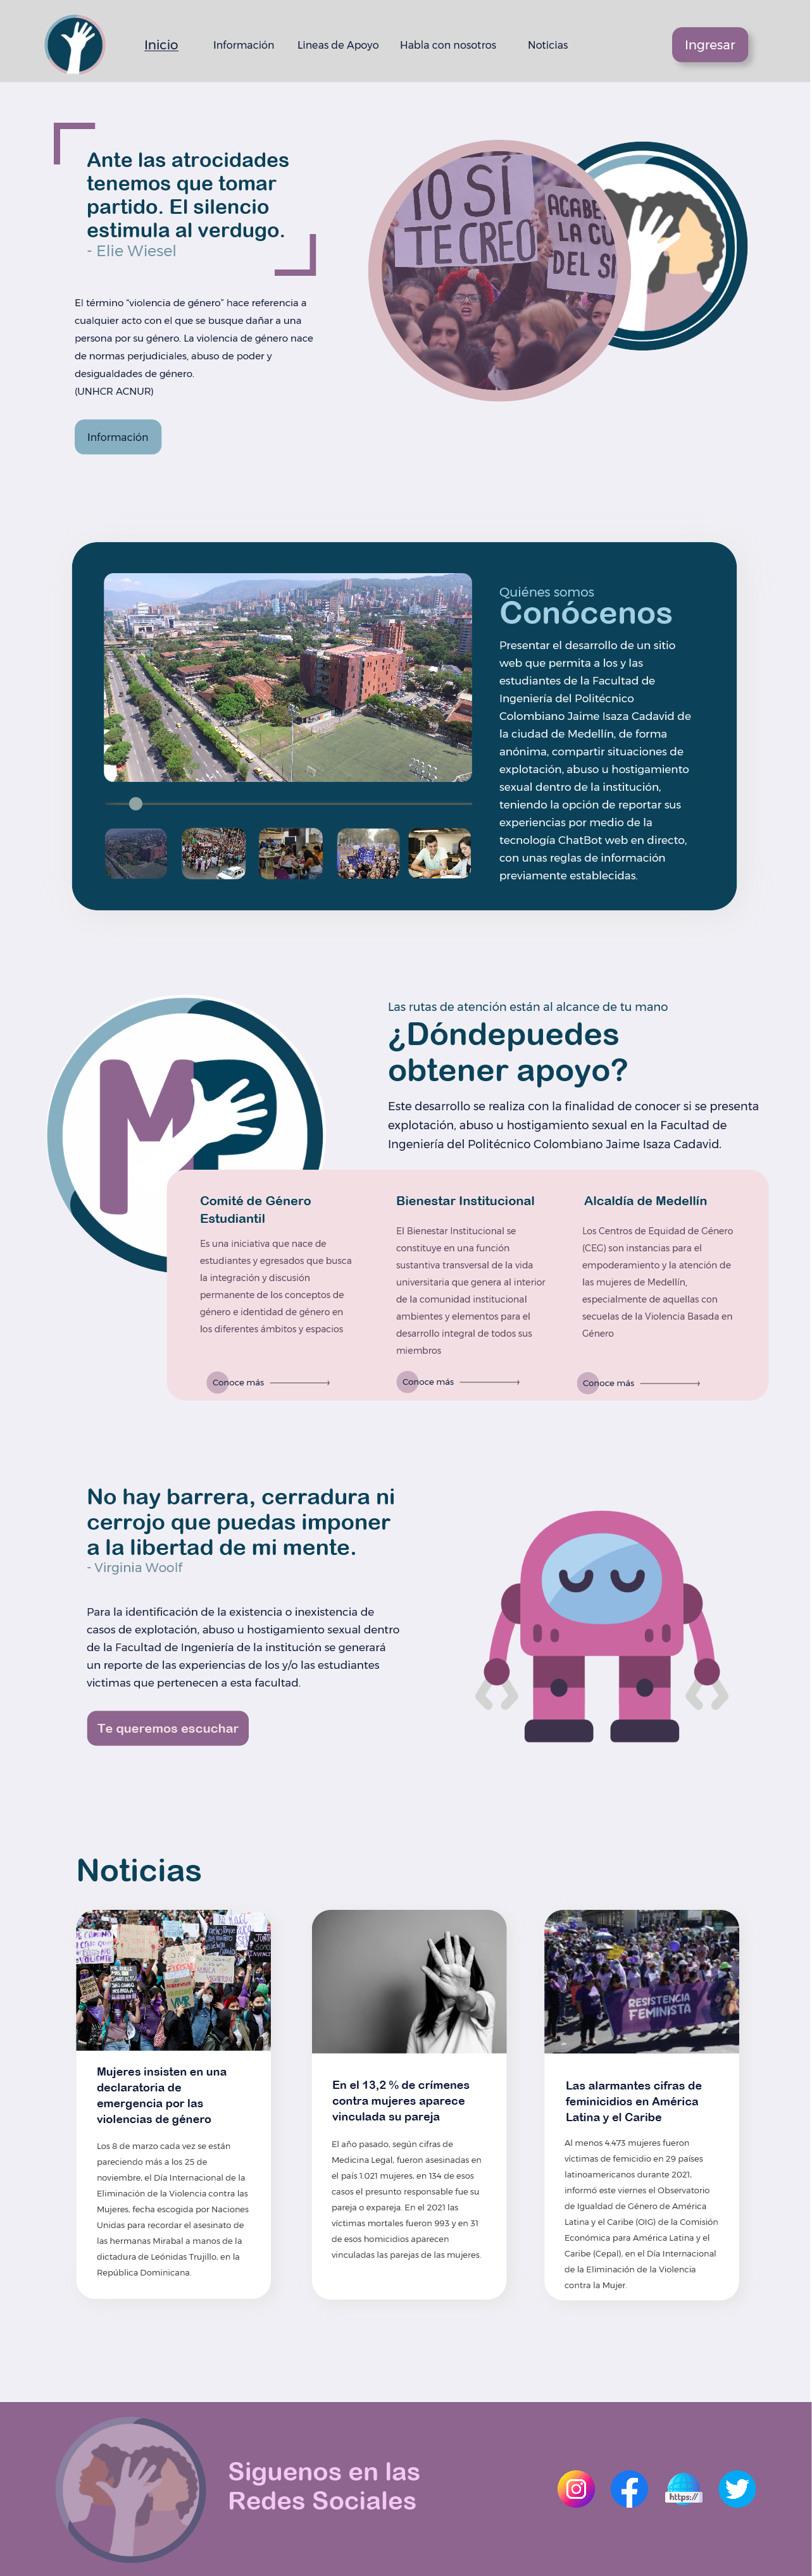 Inicio
Información
Lineas de Apoyo
Habla con nosotros
Noticias
Ingresar
Ante las atrocidades
tenemos que tomar
partido. El silencio
estimula al verdugo.
- Elie Wiesel
YO SÍ
TE CREO
LA
DEL
El término “violencia de género” hace referencia a
cualquier acto con el que se busque dañar a una
persona por su género. La violencia de género nace
de normas perjudiciales, abuso de poder y
desigualdades de género.
(UNHCR ACNUR)
Información
Quiénes somos
Conócenos
Presentar el desarrollo de un sitio
web que permita a los y las
estudiantes de la Facultad de
Ingeniería del Politécnico
Colombiano Jaime Isaza Cadavid de
la ciudad de Medellín, de forma
anónima, compartir situaciones de
explotación, abuso u hostigamiento
sexual dentro de la institución,
teniendo la opción de reportar sus
experiencias por medio de la
tecnología ChatBot web en directo,
con unas reglas de información
previamente establecidas.
MP
Las rutas de atención están al alcance de tu mano
¿Dóndepuedes
obtener apoyo?
Este desarrollo se realiza con la finalidad de conocer si se presenta
explotación, abuso u hostigamiento sexual en la Facultad de
Ingeniería del Politécnico Colombiano Jaime Isaza Cadavid.
Comité de Género
Estudiantil
Es una iniciativa que nace de
estudiantes y egresados que busca
la integración y discusión
permanente de los conceptos de
género e identidad de género en
los diferentes ámbitos y espacios
Conoce más
Bienestar Institucional
El Bienestar Institucional se
constituye en una función
sustantiva transversal de la vida
universitaria que genera al interior
de la comunidad institucional
ambientes y elementos para el
desarrollo integral de todos sus
miembros
Conoce más
Alcaldía de Medellín
Los Centros de Equidad de Género
(CEG) son instancias para el
empoderamiento y la atención de
las mujeres de Medellín,
especialmente de aquellas con
secuelas de la Violencia Basada en
Género
Conoce más
No hay barrera, cerradura ni
cerrojo que puedas imponer
a la libertad de mi mente.
- Virginia Woolf
Para la identificación de la existencia o inexistencia de
casos de explotación, abuso u hostigamiento sexual dentro
de la Facultad de Ingeniería de la institución se generará
un reporte de las experiencias de los y/o las estudiantes
victimas que pertenecen a esta facultad.
Te queremos escuchar
Noticias
Mujeres insisten en una
declaratoria de
emergencia por las
violencias de género
Los 8 de marzo cada vez se están
pareciendo más a los 25 de
noviembre, el Día Internacional de la
Eliminación de la Violencia contra las
Mujeres, fecha escogida por Naciones
Unidas para recordar el asesinato de
las hermanas Mirabal a manos de la
dictadura de Leónidas Trujillo, en la
República Dominicana.
En el 13,2 % de crímenes
contra mujeres aparece
vinculada su pareja
El año pasado, según cifras de
Medicina Legal, fueron asesinadas en
el país 1.021 mujeres, en 134 de esos
casos el presunto responsable fue su
pareja o expareja. En el 2021 las
víctimas mortales fueron 993 y en 31
de esos homicidios aparecen
vinculadas las parejas de las mujeres.
RESISTENCIA
FEMINISTA
Las alarmantes cifras de
feminicidios en América
Latina y el Caribe
Al menos 4.473 mujeres fueron
víctimas de femicidio en 29 países
latinoamericanos durante 2021,
informó este viernes el Observatorio
de Igualdad de Género de América
Latina y el Caribe (OIG) de la Comisión
Económica para América Latina y el
Caribe (Cepal), en el Día Internacional
de la Eliminación de la Violencia
contra la Mujer.
Siguenos en las
Redes Sociales
https://